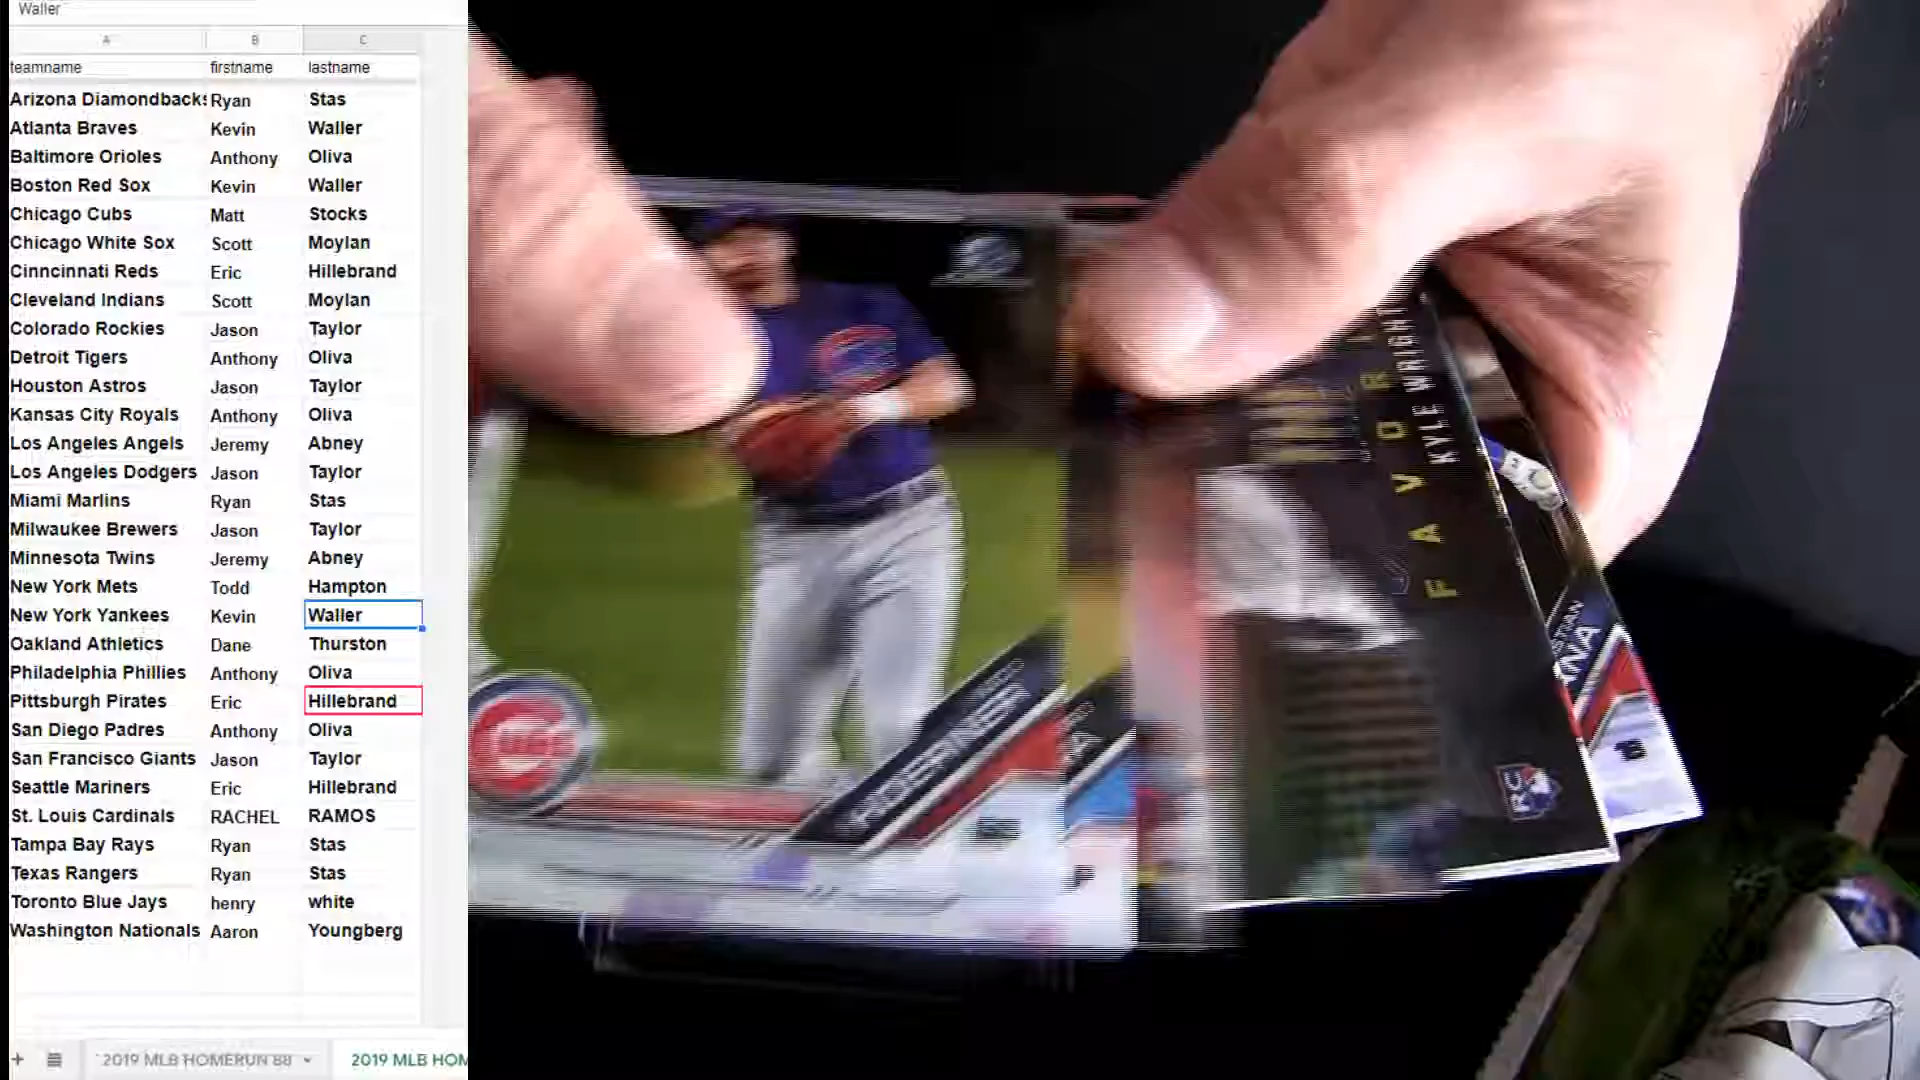 Waller
A B C
teamname firstname lastname
Arizona Diamondbacks Ryan Stas
Atlanta Braves Kevin Waller
Baltimore Orioles Anthony Oliva
Boston Red Sox Kevin Waller
Chicago Cubs Matt Stocks
Chicago White Sox Scott Moylan
Cinncinnati Reds Eric Hillebrand
Cleveland Indians Scott Moylan
Colorado Rockies Jason Taylor
Detroit Tigers Anthony Oliva
Houston Astros Jason Taylor
Kansas City Royals Anthony Oliva
Los Angeles Angels Jeremy Abney
Los Angeles Dodgers Jason Taylor
Miami Marlins Ryan Stas
Milwaukee Brewers Jason Taylor
Minnesota Twins Jeremy Abney
New York Mets Todd Hampton
New York Yankees Kevin Waller
Oakland Athletics Dane Thurston
Philadelphia Phillies Anthony Oliva
Pittsburgh Pirates Eric Hillebrand
San Diego Padres Anthony Oliva
San Francisco Giants Jason Taylor
Seattle Mariners Eric Hillebrand
St. Louis Cardinals RACHEL RAMOS
Tampa Bay Rays Ryan Stas
Texas Rangers Ryan Stas
Toronto Blue Jays henry white
Washington Nationals Aaron Youngberg
2019 MLB HOMERUN BB 2019 MLB HOM
KYLE WRIGHT
FAVOR
RC
CUBS